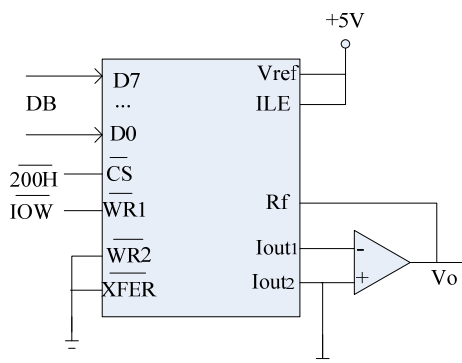 +5V
D7
Vref
DB
...
ILE
D0
200H
CS
IOW
WR1
Rf
WR2
Iout1
-
XFER
Iout2
+
Vo